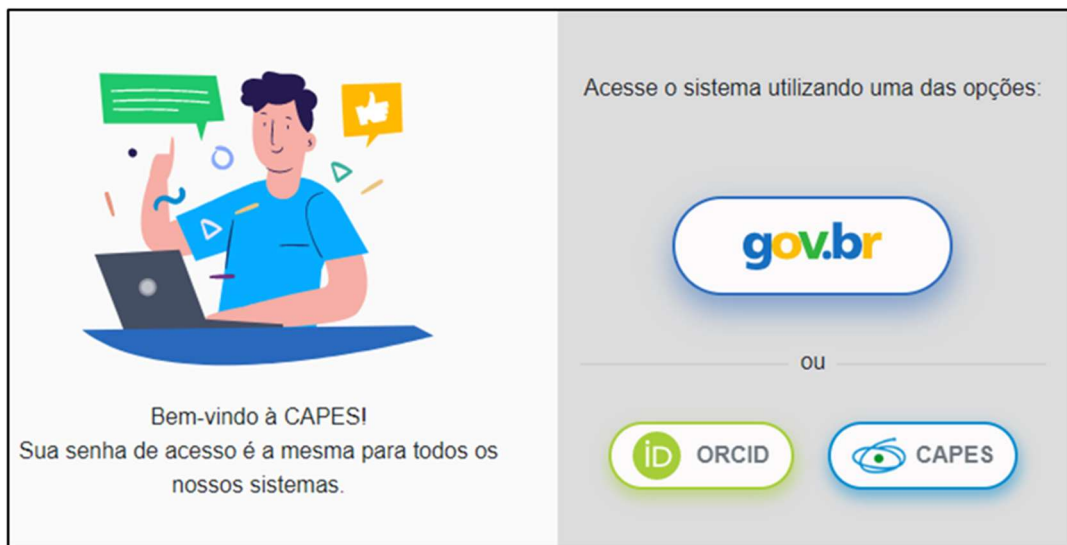 Bem-vindo à CAPES!
Sua senha de acesso é a mesma para todos os
nossos sistemas.
Acesse o sistema utilizando uma das opções:
gov.br
ou
iD ORCID
CAPES